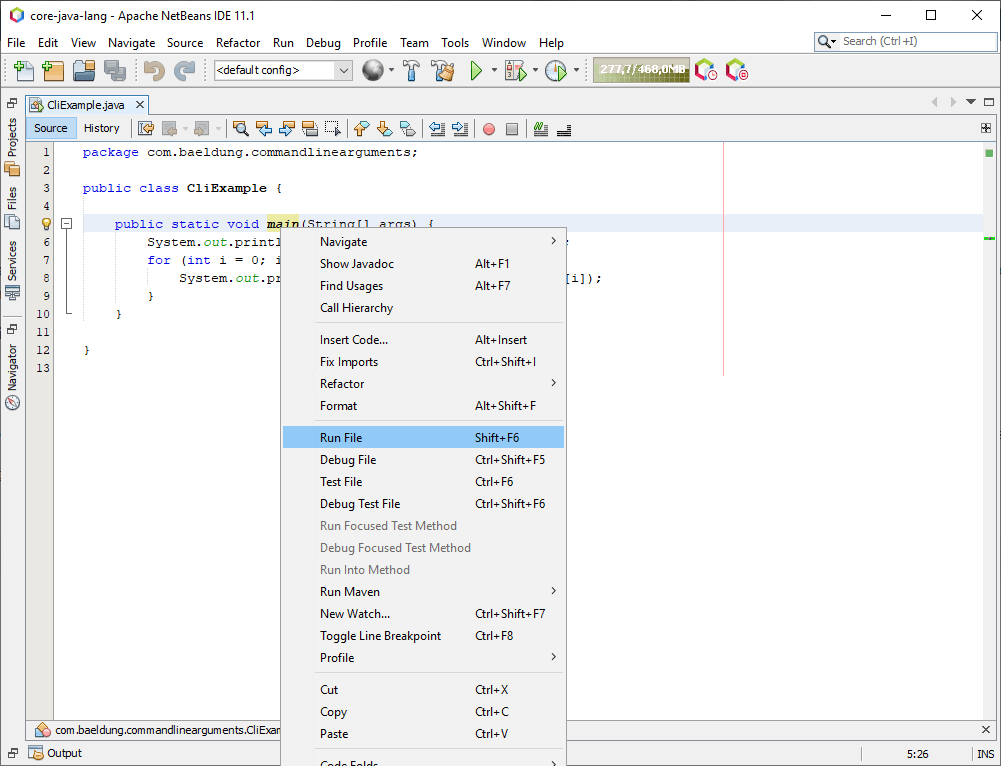 core-java-lang - Apache NetBeans IDE 11.1
File Edit View Navigate Source Refactor Run Debug Profile Team Tools Window Help
Search (Ctrl+I)
<default config>
277,7/468,0MB
CliExample.java
Source History
Projects
Files
Services
Navigator
1 package com.baeldung.commandlinearguments;
2
3 public class CliExample {
4
public static void main(String[] args) {
6 System.out.printl ;
7 for (int i = 0; i
8 System.out.pr [i]);
9 }
10 }
11
12 }
13
Navigate
Show Javadoc Alt+F1
Find Usages Alt+F7
Call Hierarchy
Insert Code... Alt+Insert
Fix Imports Ctrl+Shift+I
Refactor
Format Alt+Shift+F
Run File Shift+F6
Debug File Ctrl+Shift+F5
Test File Ctrl+F6
Debug Test File Ctrl+Shift+F6
Run Focused Test Method
Debug Focused Test Method
Run Into Method
Run Maven
New Watch... Ctrl+Shift+F7
Toggle Line Breakpoint Ctrl+F8
Profile
Cut Ctrl+X
Copy Ctrl+C
Paste Ctrl+V
Code Folds
com.baeldung.commandlinearguments.CliExar
Output
5:26 INS